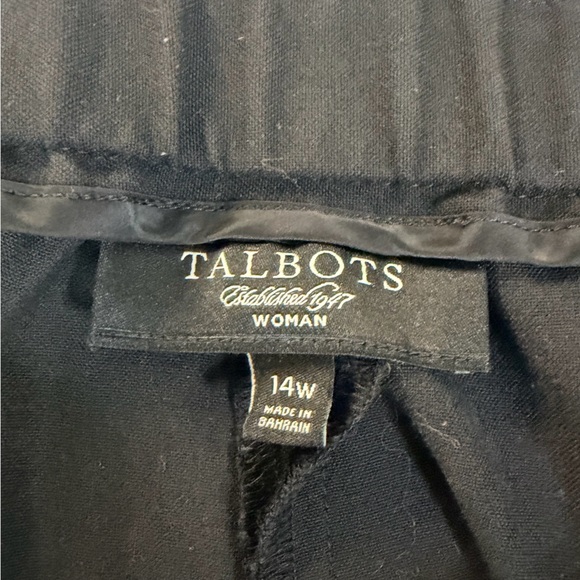 TALBOTS
Established 1947
WOMAN
14W
MADE IN
BAHRAIN